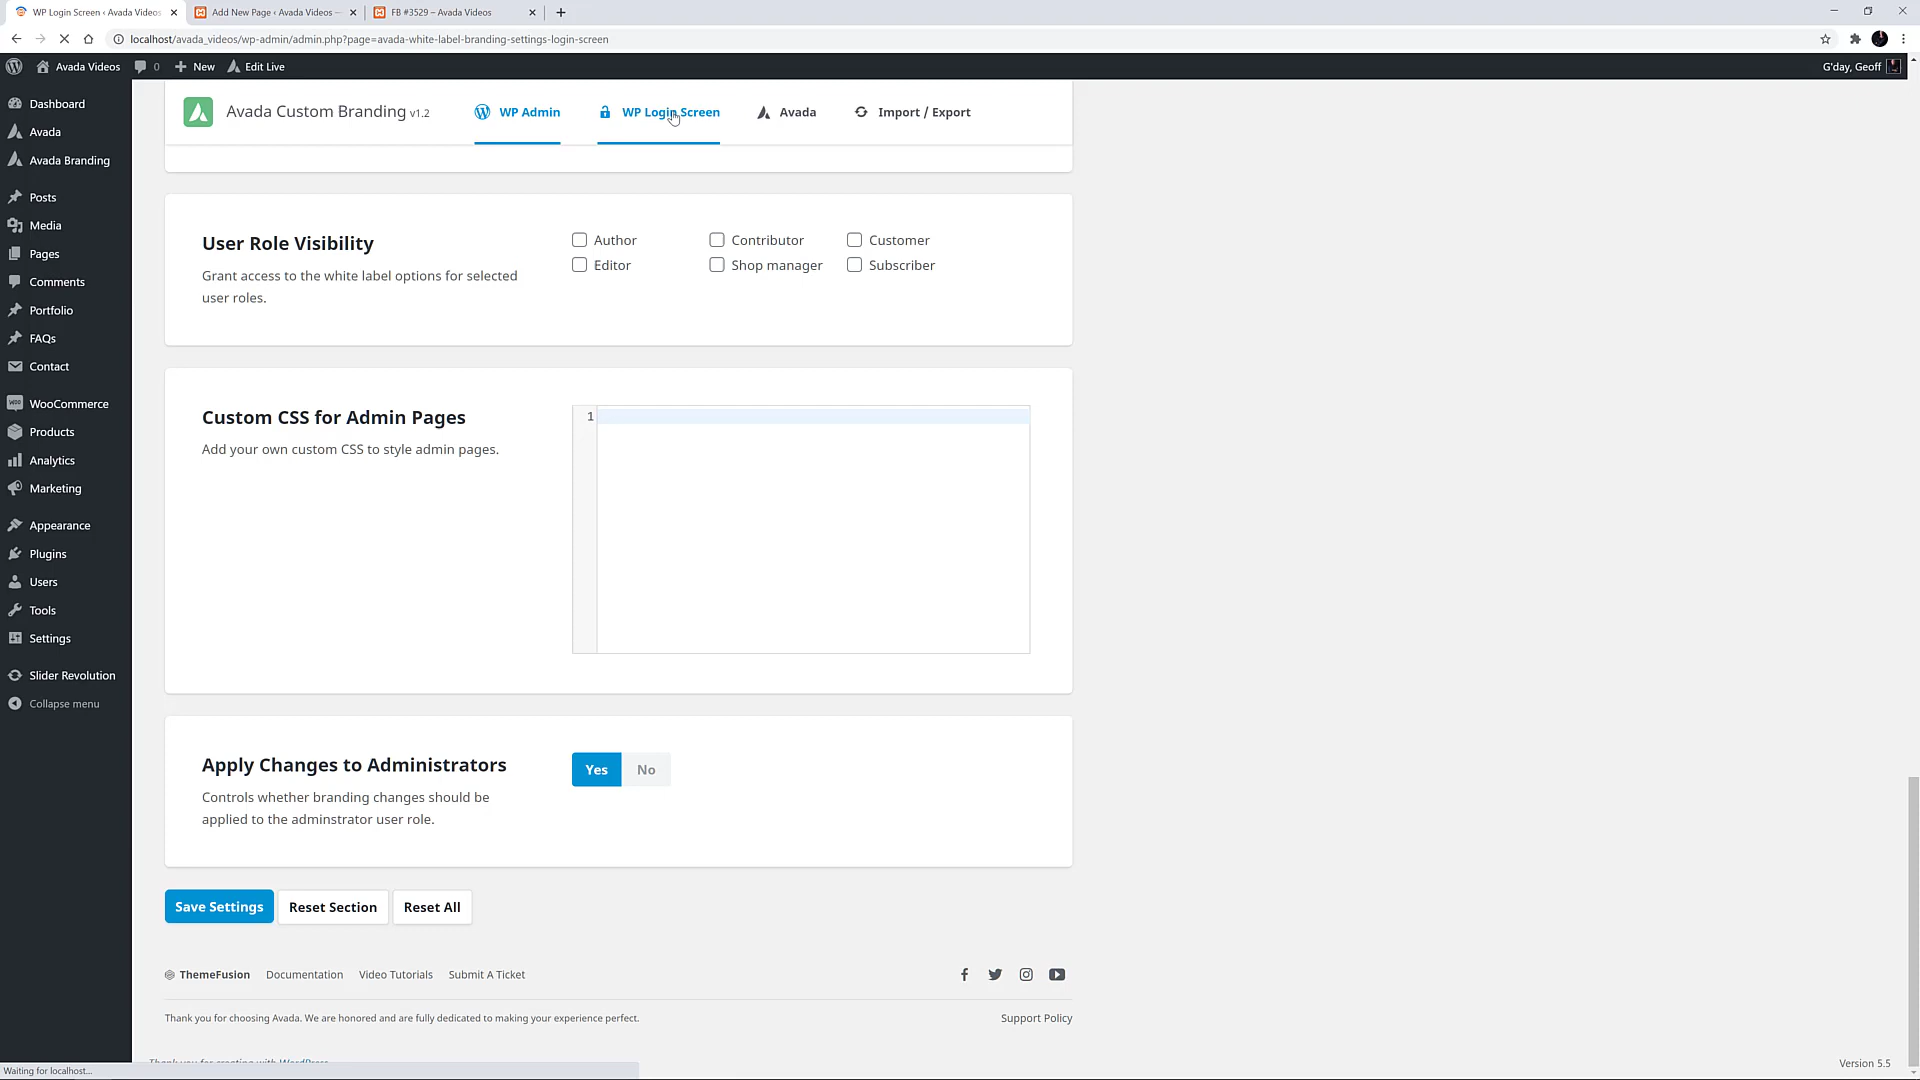 WP Login Screen ‹ Avada Videos
Add New Page ‹ Avada Videos —
FB #3529 – Avada Videos
localhost/avada_videos/wp-admin/admin.php?page=avada-white-label-branding-settings-login-screen
Avada Videos
0
New
Edit Live
G'day, Geoff
Dashboard
Avada
Avada Branding
Posts
Media
Pages
Comments
Portfolio
FAQs
Contact
WooCommerce
Products
Analytics
Marketing
Appearance
Plugins
Users
Tools
Settings
Slider Revolution
Collapse menu
Avada Custom Branding v1.2
WP Admin
WP Login Screen
Avada
Import / Export
User Role Visibility
Grant access to the white label options for selected
user roles.
Author
Contributor
Customer
Editor
Shop manager
Subscriber
Custom CSS for Admin Pages
Add your own custom CSS to style admin pages.
1
Apply Changes to Administrators
Controls whether branding changes should be
applied to the adminstrator user role.
Yes
No
Save Settings
Reset Section
Reset All
ThemeFusion
Documentation
Video Tutorials
Submit A Ticket
Thank you for choosing Avada. We are honored and are fully dedicated to making your experience perfect.
Support Policy
Thank you for creating with WordPress
Version 5.5
Waiting for localhost...